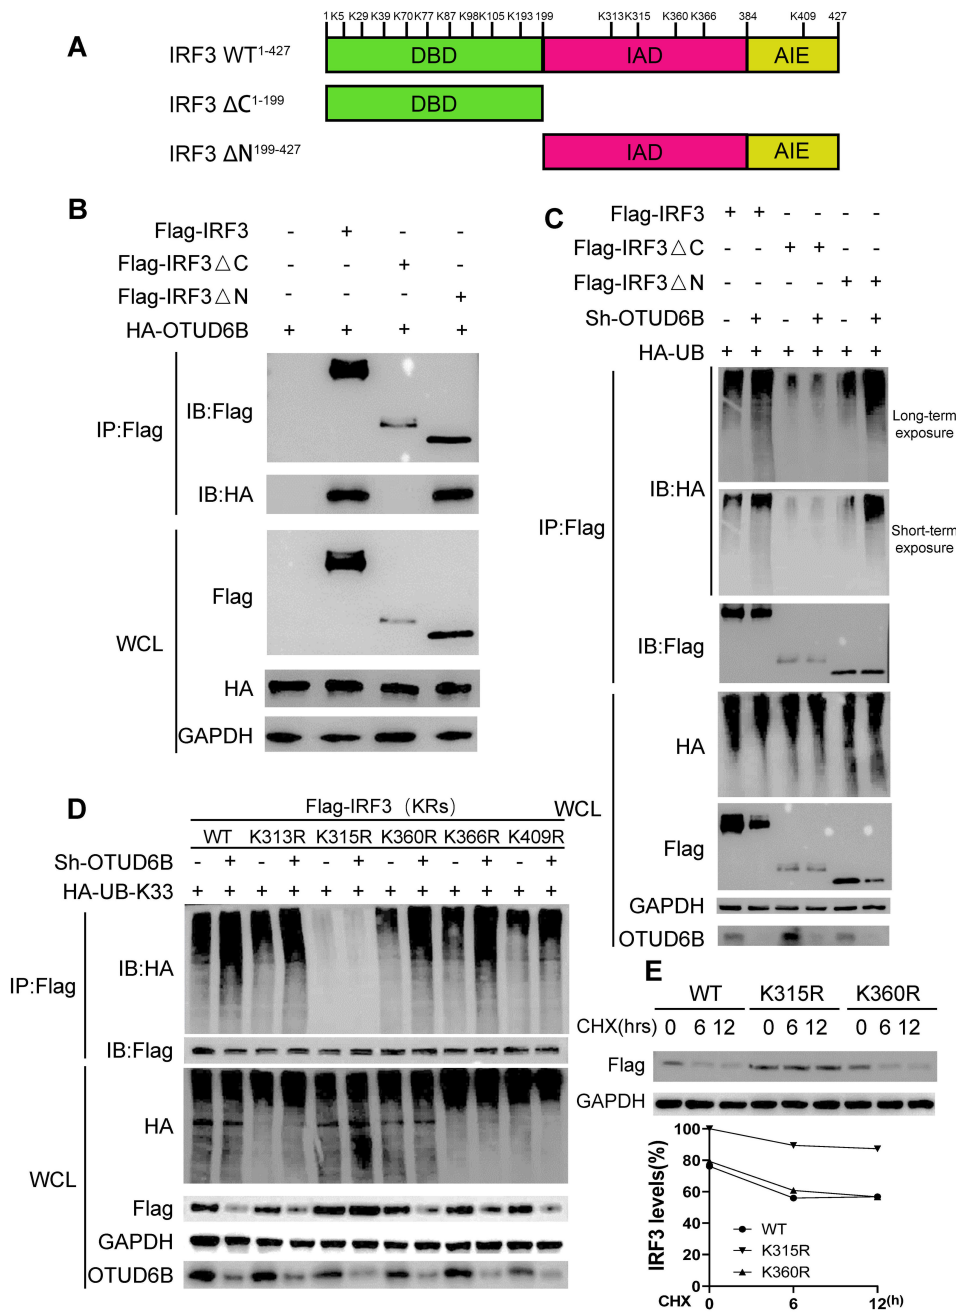 A
1 K5 K29 K39 K70 K77 K87 K98 K105 K193 199 K313 K315 K360 K366 384 K409 427
IRF3 WT1-427 DBD IAD AIE
IRF3 ΔC1-199 DBD
IRF3 ΔN199-427 IAD AIE
B
Flag-IRF3 - + - -
Flag-IRF3△C - - + -
Flag-IRF3△N - - - +
HA-OTUD6B + + + +
IP:Flag
IB:Flag
IB:HA
WCL
Flag
HA
GAPDH
C
Flag-IRF3 + + - - - -
Flag-IRF3△C - - + + - -
Flag-IRF3△N - - - - + +
Sh-OTUD6B - + - + - +
HA-UB + + + + + +
IP:Flag
IB:HA
Long-term
exposure
Short-term
exposure
IB:Flag
WCL
HA
Flag
GAPDH
OTUD6B
D
Flag-IRF3 （KRs）
WT K313R K315R K360R K366R K409R
Sh-OTUD6B - + - + - + - + - + - +
HA-UB-K33 + + + + + + + + + + + +
IP:Flag
IB:HA
IB:Flag
WCL
HA
Flag
GAPDH
OTUD6B
E
WT K315R K360R
CHX(hrs) 0 6 12 0 6 12 0 6 12
Flag
GAPDH
IRF3 levels(%)
100
80
60
40
20
0
WT
K315R
K360R
CHX 0 6 12(h)